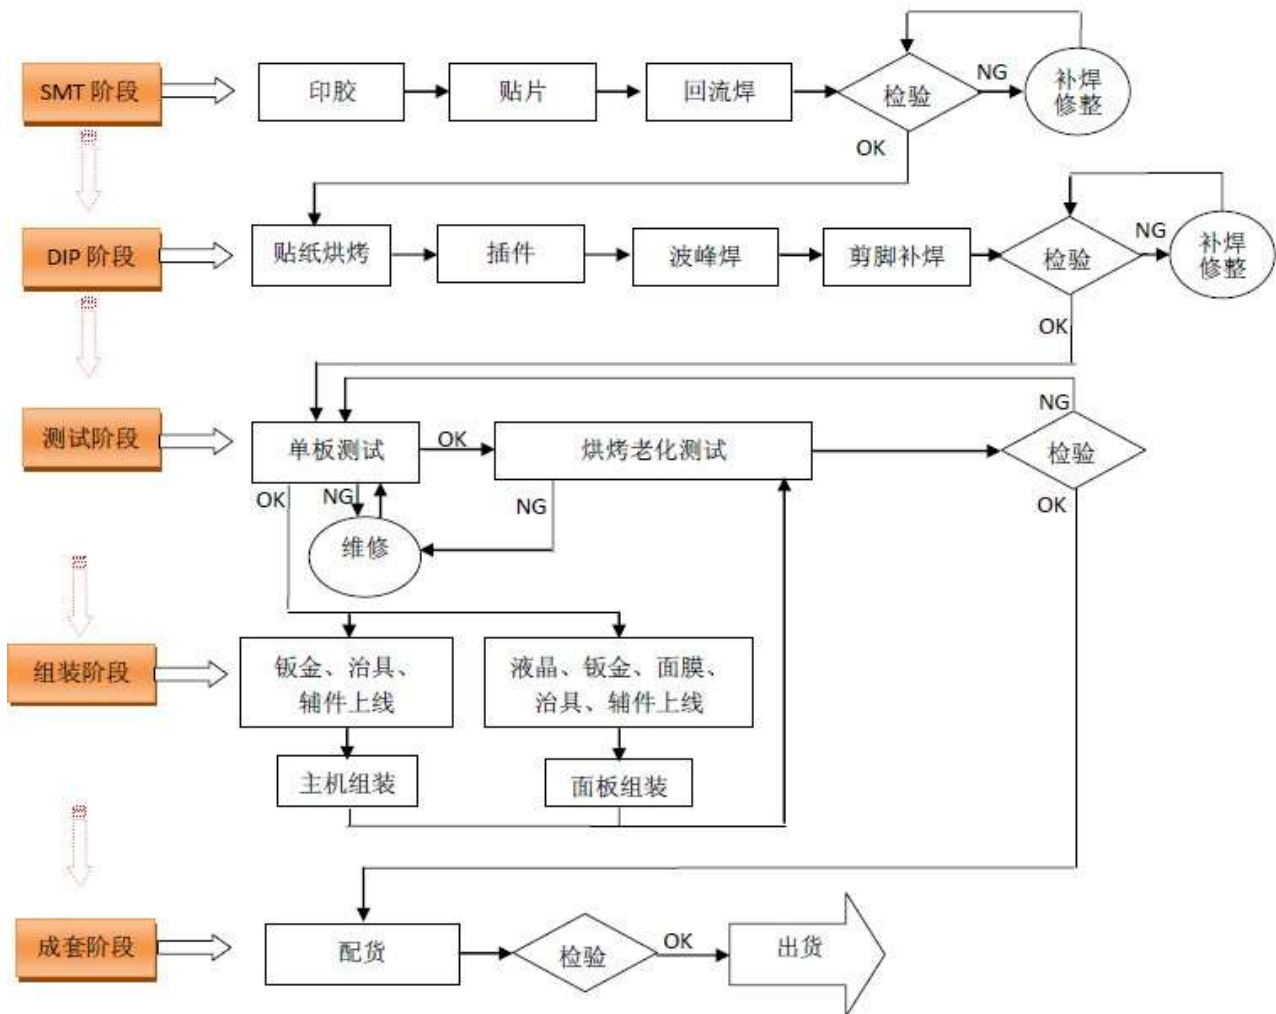 SMT 阶段
印胶
贴片
回流焊
检验
NG
补焊
修整
OK
DIP 阶段
贴纸烘烤
插件
波峰焊
剪脚补焊
检验
NG
补焊
修整
OK
测试阶段
单板测试
OK
烘烤老化测试
NG
检验
OK
OK
NG
NG
维修
组装阶段
钣金、治具、
辅件上线
液晶、钣金、面膜、
治具、辅件上线
主机组装
面板组装
成套阶段
配货
检验
OK
出货